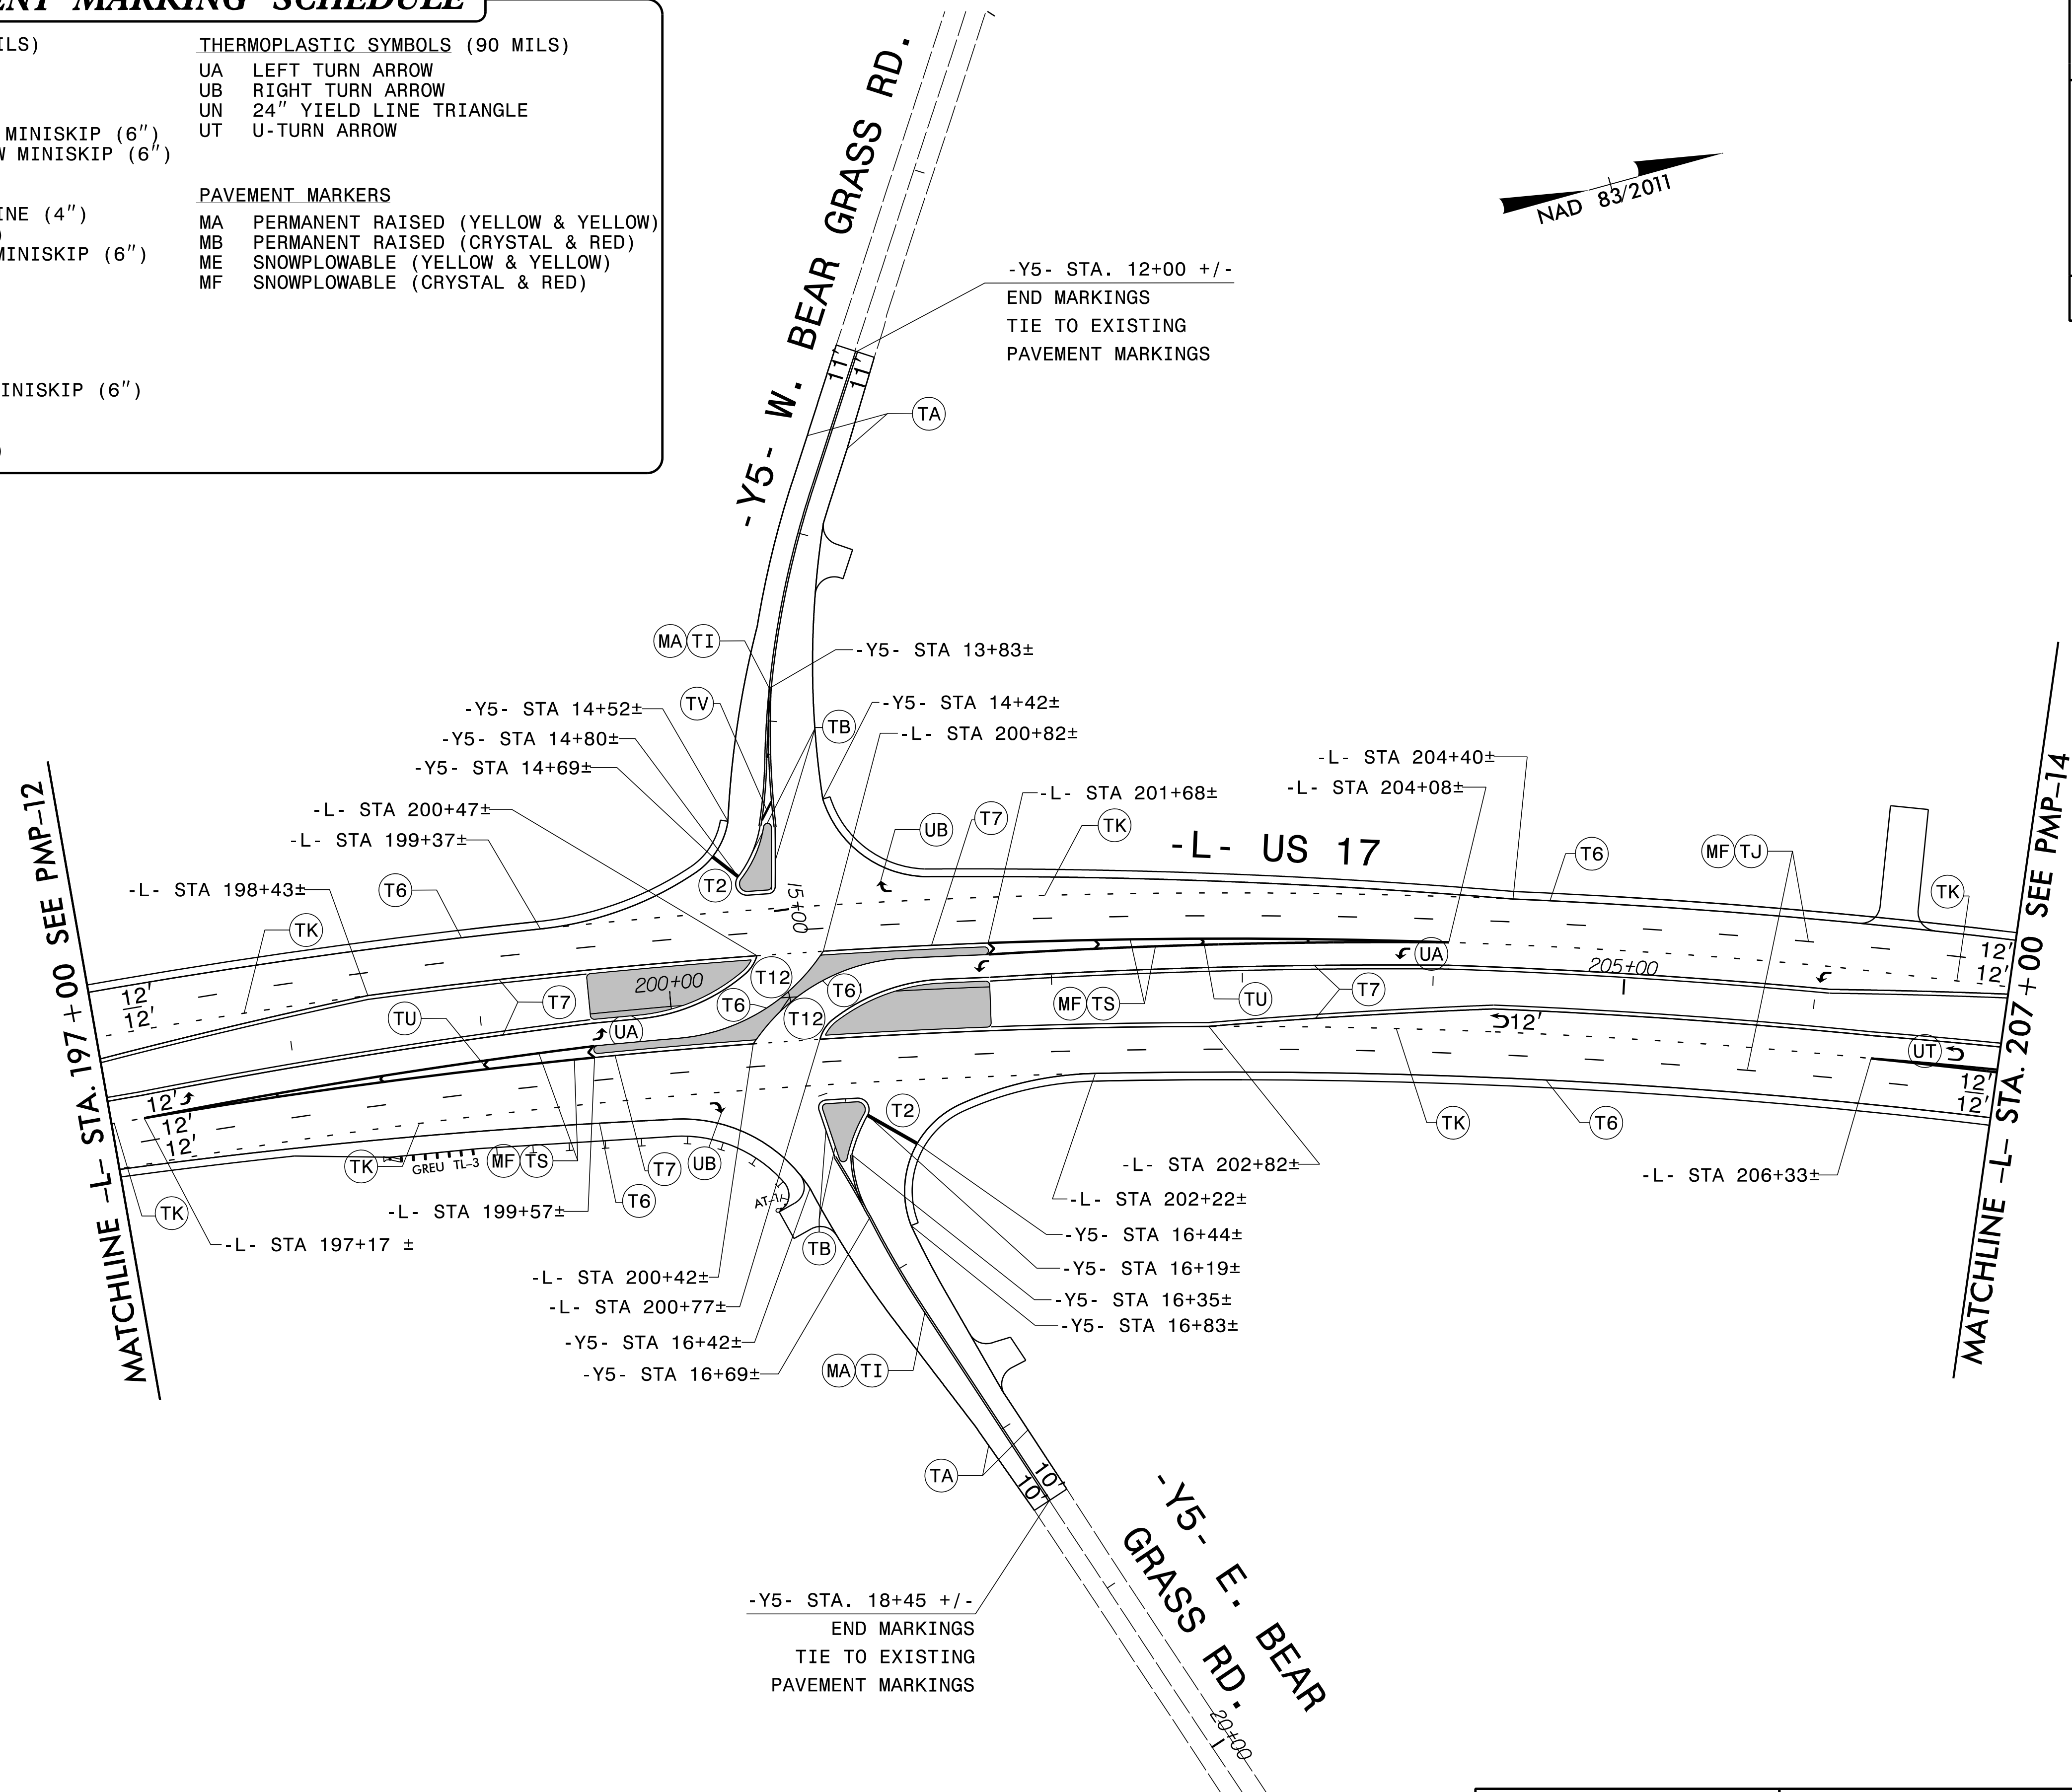 MARKING SCHEDULE
THERMOPLASTIC SYMBOLS (90 MILS)
UA LEFT TURN ARROW
UB RIGHT TURN ARROW
UN 24" YIELD LINE TRIANGLE
UT U-TURN ARROW
MINISKIP (6")
MINISKIP (6")
(4")
MINISKIP (6")
(6")
PAVEMENT MARKERS
MA PERMANENT RAISED (YELLOW & YELLOW)
MB PERMANENT RAISED (CRYSTAL & RED)
ME SNOWPLOWABLE (YELLOW & YELLOW)
MF SNOWPLOWABLE (CRYSTAL & RED)
NAD 83/2011
-Y5- W. BEAR GRASS RD.
-Y5- STA. 12+00 +/-
END MARKINGS
TIE TO EXISTING
PAVEMENT MARKINGS
11'
11'
TA
MA TI
-Y5- STA 13+83±
TV
TB
-Y5- STA 14+52±
-Y5- STA 14+80±
-Y5- STA 14+69±
-Y5- STA 14+42±
-L- STA 200+82±
-L- STA 200+47±
-L- STA 199+37±
-L- STA 198+43±
T6
TK
T2
15+00
UB
T7
-L- STA 201+68±
TK
-L- US 17
-L- STA 204+40±
-L- STA 204+08±
T6
MF TJ
TK
MATCHLINE -L- STA. 197+00 SEE PMP-12
MATCHLINE -L- STA. 207+00 SEE PMP-14
12'
12'
12'
12'
T7
200+00
T12
T6
T6
T12
UA
205+00
UA
TU
MF TS
TU
T7
12'
UT
12'
12'
12'
12'
12'
TK
GREU TL-3
MF TS
T7
UB
T6
AT-1
T2
TK
T6
TK
-L- STA 197+17 ±
-L- STA 199+57±
TB
-L- STA 202+82±
-L- STA 202+22±
-L- STA 206+33±
-Y5- STA 16+44±
-Y5- STA 16+19±
-Y5- STA 16+35±
-Y5- STA 16+83±
-L- STA 200+42±
-L- STA 200+77±
-Y5- STA 16+42±
-Y5- STA 16+69±
MA TI
TA
10'
10'
-Y5- E. BEAR
GRASS RD.
-Y5- STA. 18+45 +/-
END MARKINGS
TIE TO EXISTING
PAVEMENT MARKINGS
20+00